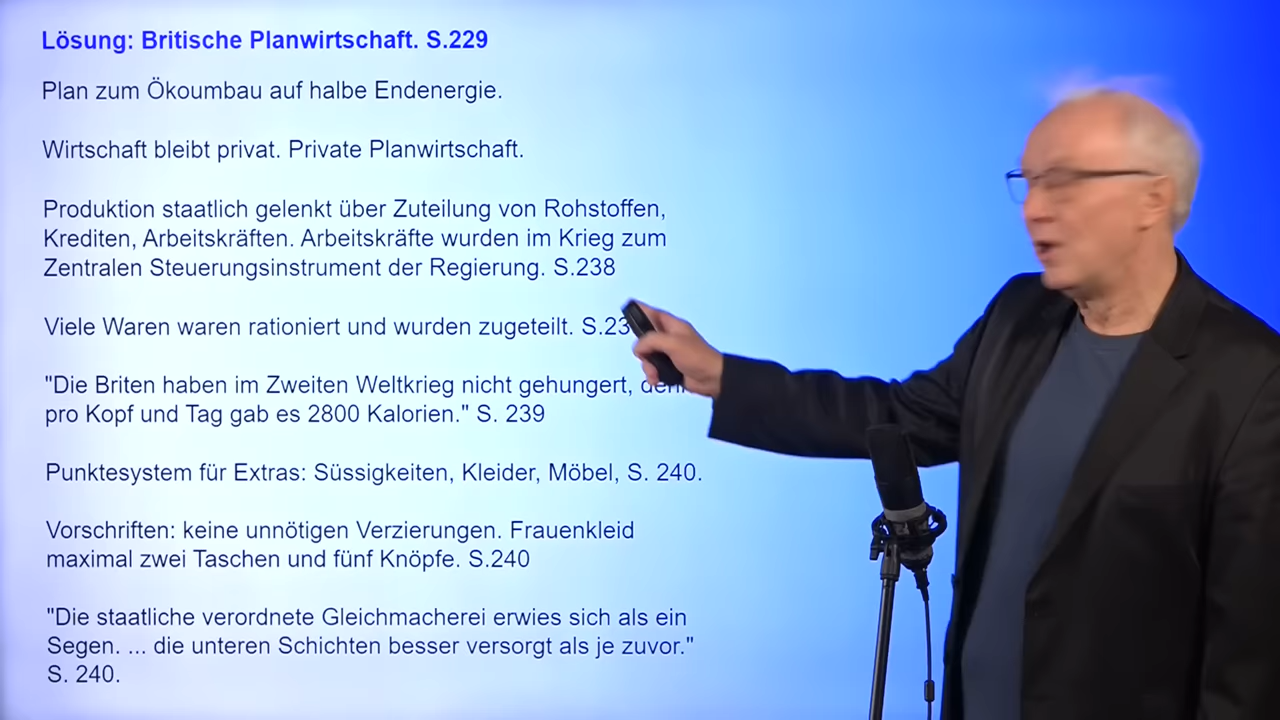 Lösung: Britische Planwirtschaft. S.229
Plan zum Ökoumbau auf halbe Endenergie.
Wirtschaft bleibt privat. Private Planwirtschaft.
Produktion staatlich gelenkt über Zuteilung von Rohstoffen,
Krediten, Arbeitskräften. Arbeitskräfte wurden im Krieg zum
Zentralen Steuerungsinstrument der Regierung. S.238
Viele Waren waren rationiert und wurden zugeteilt.
"Die Briten haben im Zweiten Weltkrieg nicht gehungert,
pro Kopf und Tag gab es 2800 Kalorien." S. 239
Punktesystem für Extras: Süssigkeiten, Kleider, Möbel, S. 240.
Vorschriften: keine unnötigen Verzierungen. Frauenkleid
maximal zwei Taschen und fünf Knöpfe. S.240
"Die staatliche verordnete Gleichmacherei erwies sich als ein
Segen. ... die unteren Schichten besser versorgt als je zuvor."
S. 240.